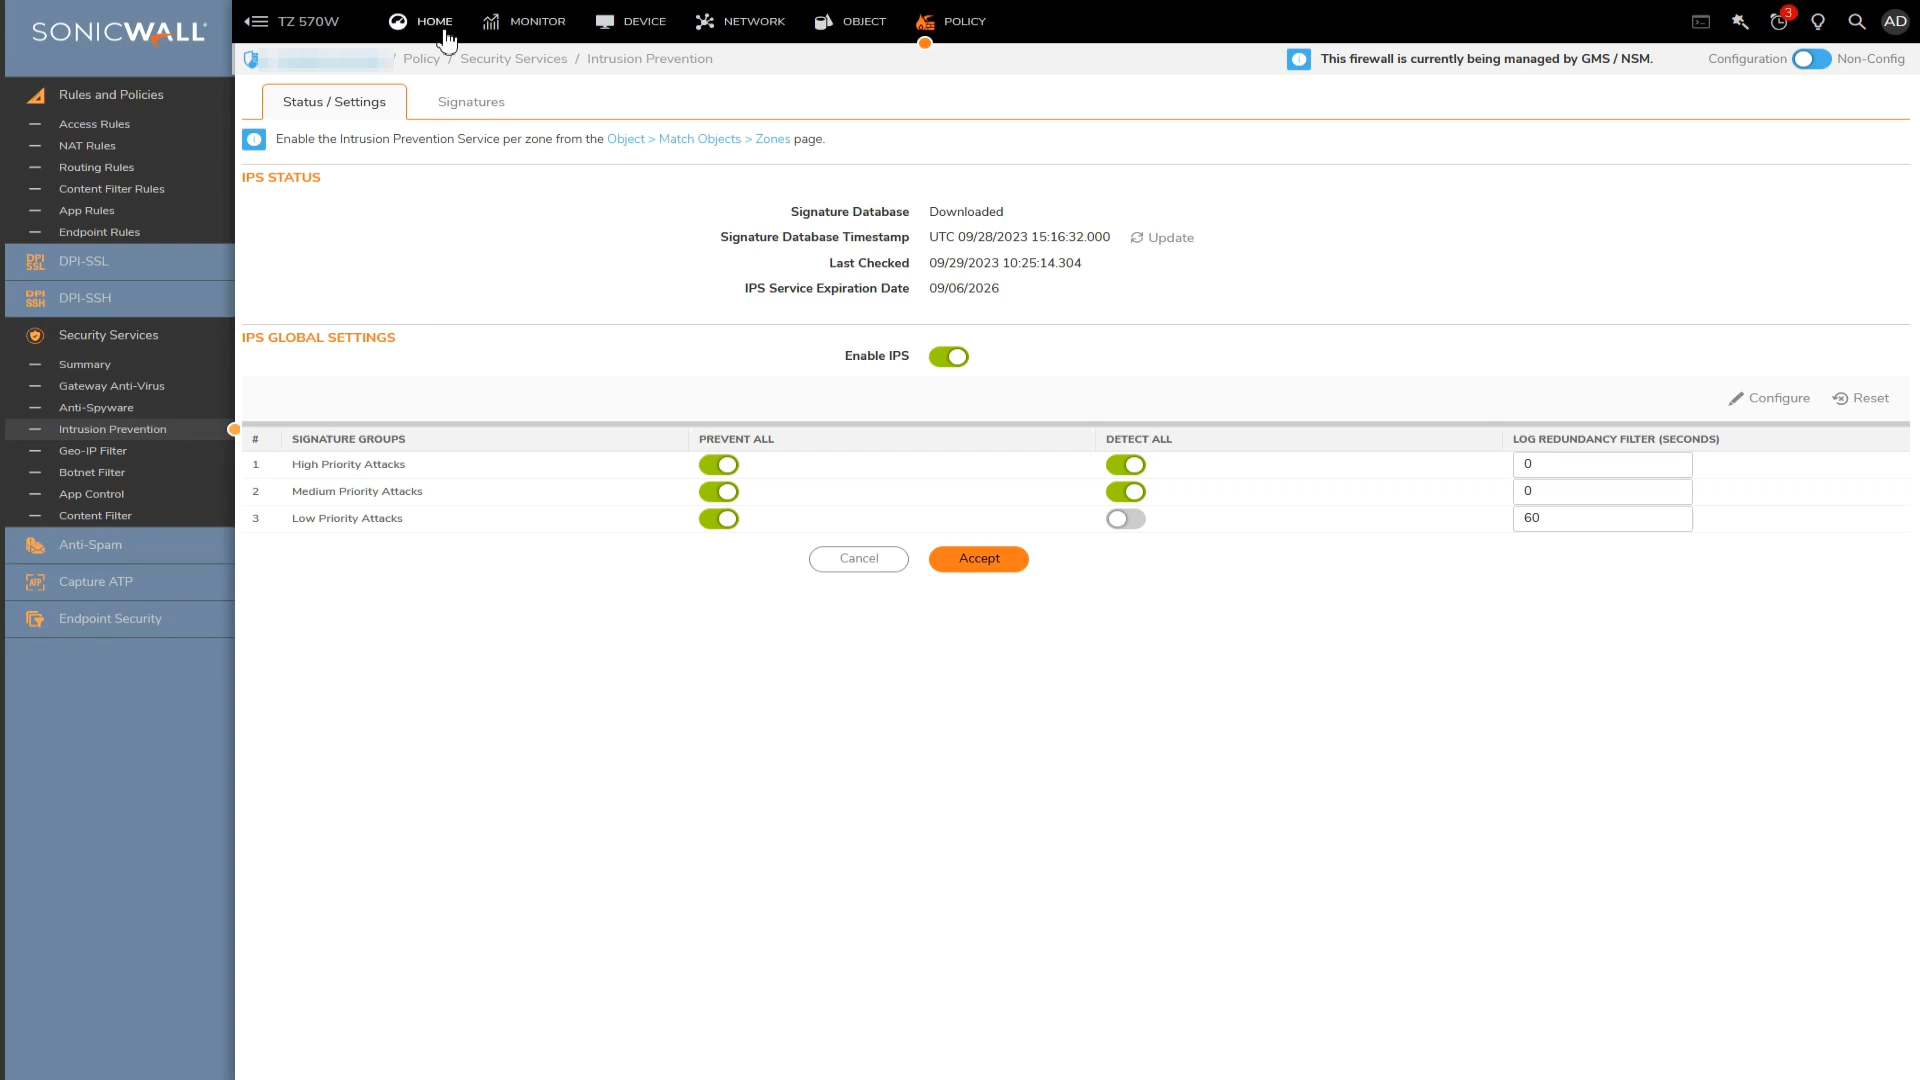 SONICWALL
TZ 570W
HOME
MONITOR
DEVICE
NETWORK
OBJECT
POLICY
3
AD
/ Policy / Security Services / Intrusion Prevention
This firewall is currently being managed by GMS / NSM.
Configuration
Non-Config
Rules and Policies
Access Rules
NAT Rules
Routing Rules
Content Filter Rules
App Rules
Endpoint Rules
DPI SSL
DPI-SSL
DPI SSH
DPI-SSH
Security Services
Summary
Gateway Anti-Virus
Anti-Spyware
Intrusion Prevention
Geo-IP Filter
Botnet Filter
App Control
Content Filter
Anti-Spam
ATP
Capture ATP
Endpoint Security
Status / Settings
Signatures
Enable the Intrusion Prevention Service per zone from the Object > Match Objects > Zones page.
IPS STATUS
Signature Database Downloaded
Signature Database Timestamp UTC 09/28/2023 15:16:32.000 Update
Last Checked 09/29/2023 10:25:14.304
IPS Service Expiration Date 09/06/2026
IPS GLOBAL SETTINGS
Enable IPS
Configure Reset
# SIGNATURE GROUPS PREVENT ALL DETECT ALL LOG REDUNDANCY FILTER (SECONDS)
1 High Priority Attacks 0
2 Medium Priority Attacks 0
3 Low Priority Attacks 60
Cancel Accept